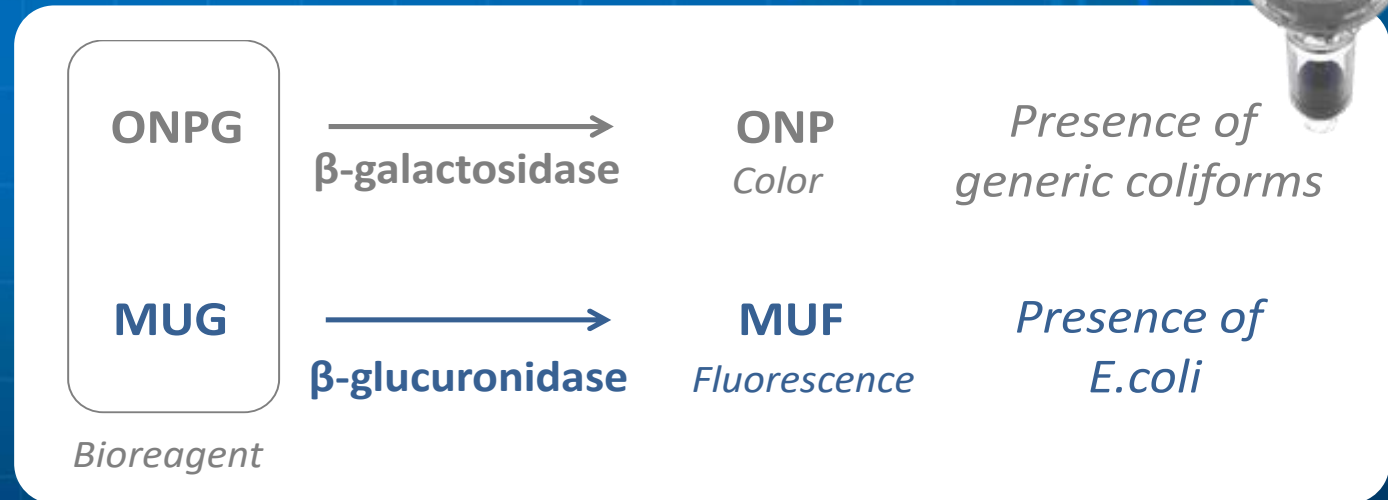 ONPG
β-galactosidase
ONP
Color
Presence of
generic coliforms
MUG
β-glucuronidase
MUF
Fluorescence
Presence of
E.coli
Bioreagent